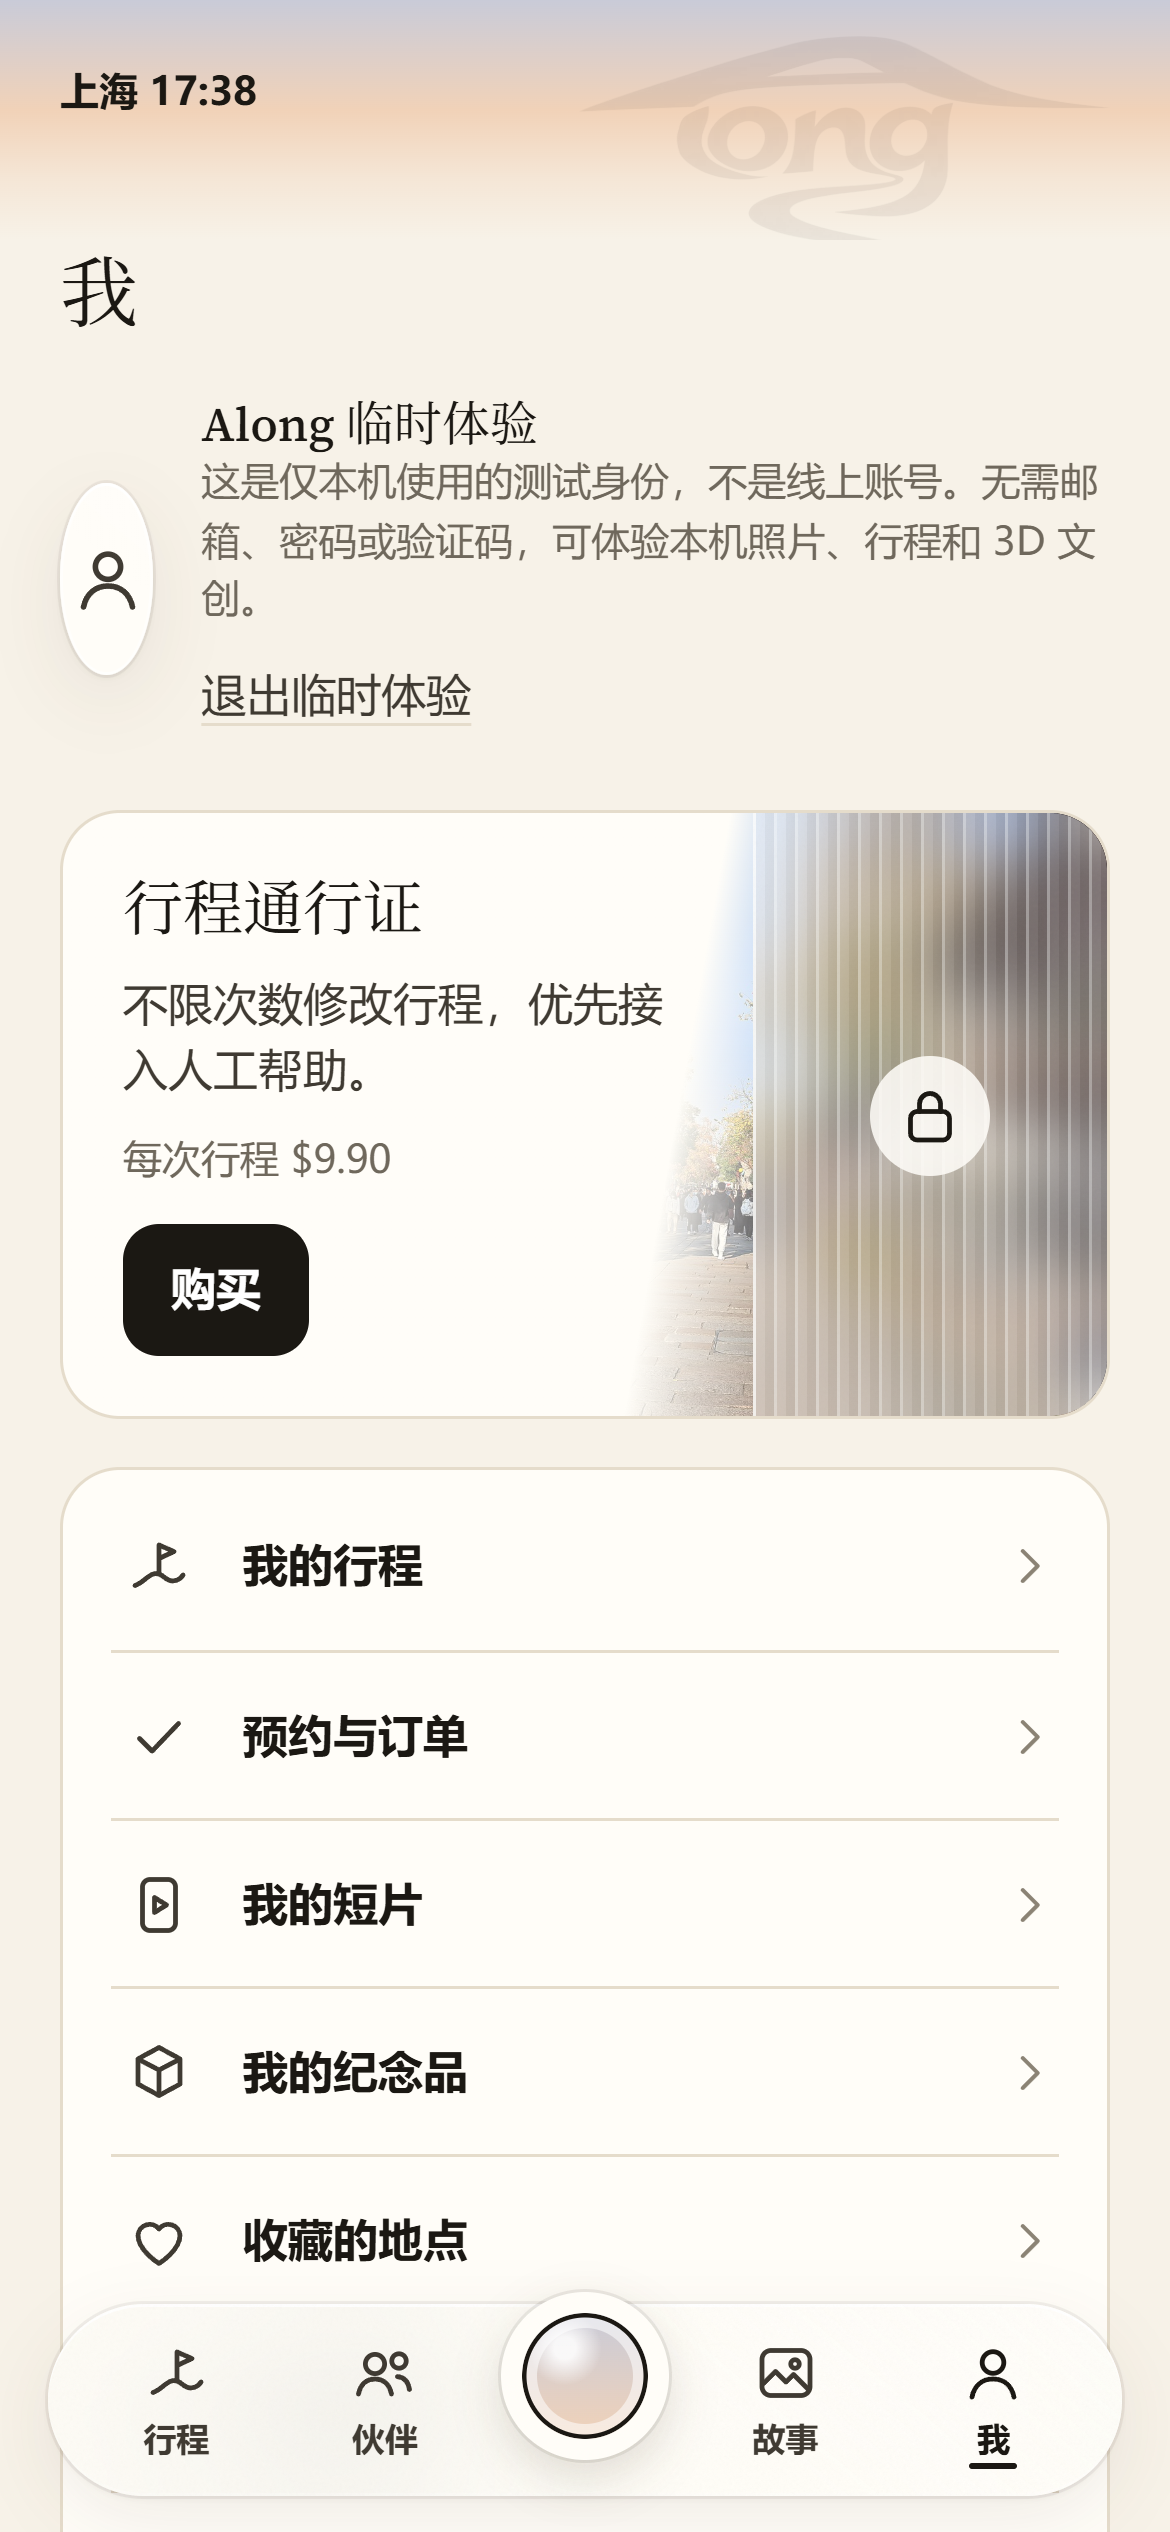 上海 17:38
long
我
Along 临时体验
这是仅本机使用的测试身份，不是线上账号。无需邮
箱、密码或验证码，可体验本机照片、行程和 3D 文
创。
退出临时体验
行程通行证
不限次数修改行程，优先接
入人工帮助。
每次行程 $9.90
购买
我的行程
预约与订单
我的短片
我的纪念品
收藏的地点
行程
伙伴
故事
我